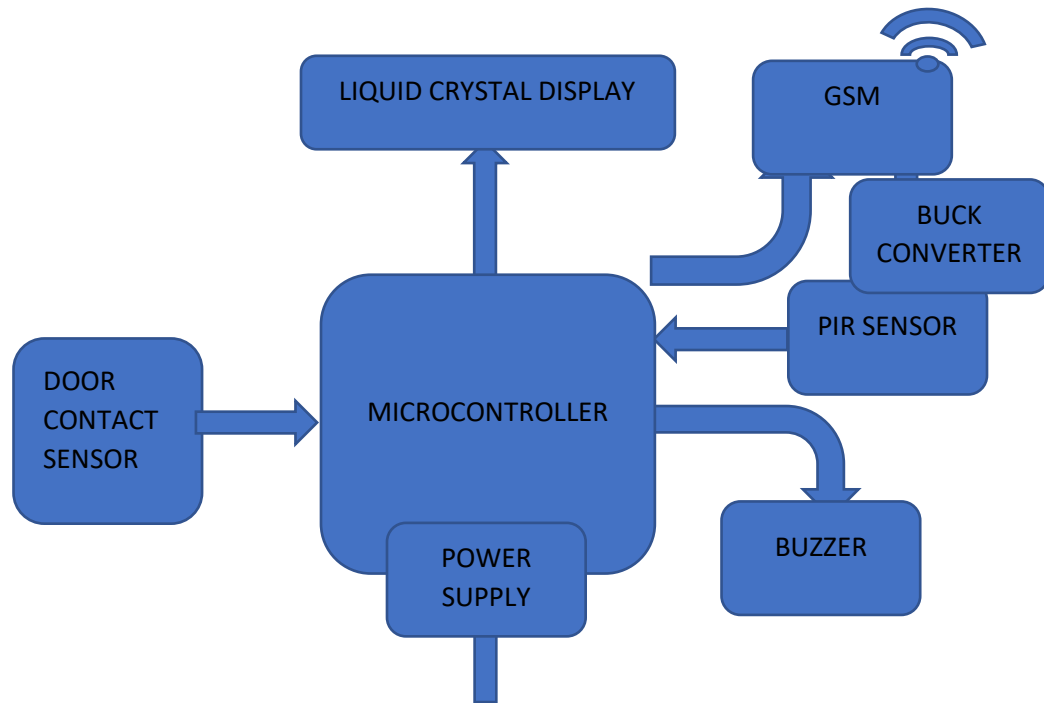 LIQUID CRYSTAL DISPLAY
GSM
BUCK
CONVERTER
PIR SENSOR
DOOR
CONTACT
SENSOR
MICROCONTROLLER
POWER
SUPPLY
BUZZER